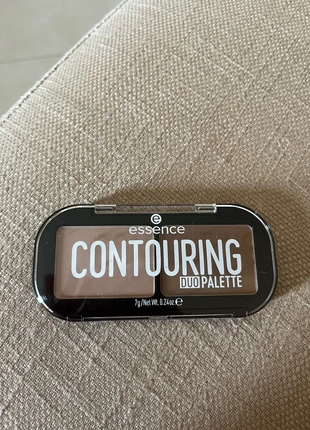 e
essence
CONTOURING
DUO PALETTE
7g/Net Wt. 0.24oz e